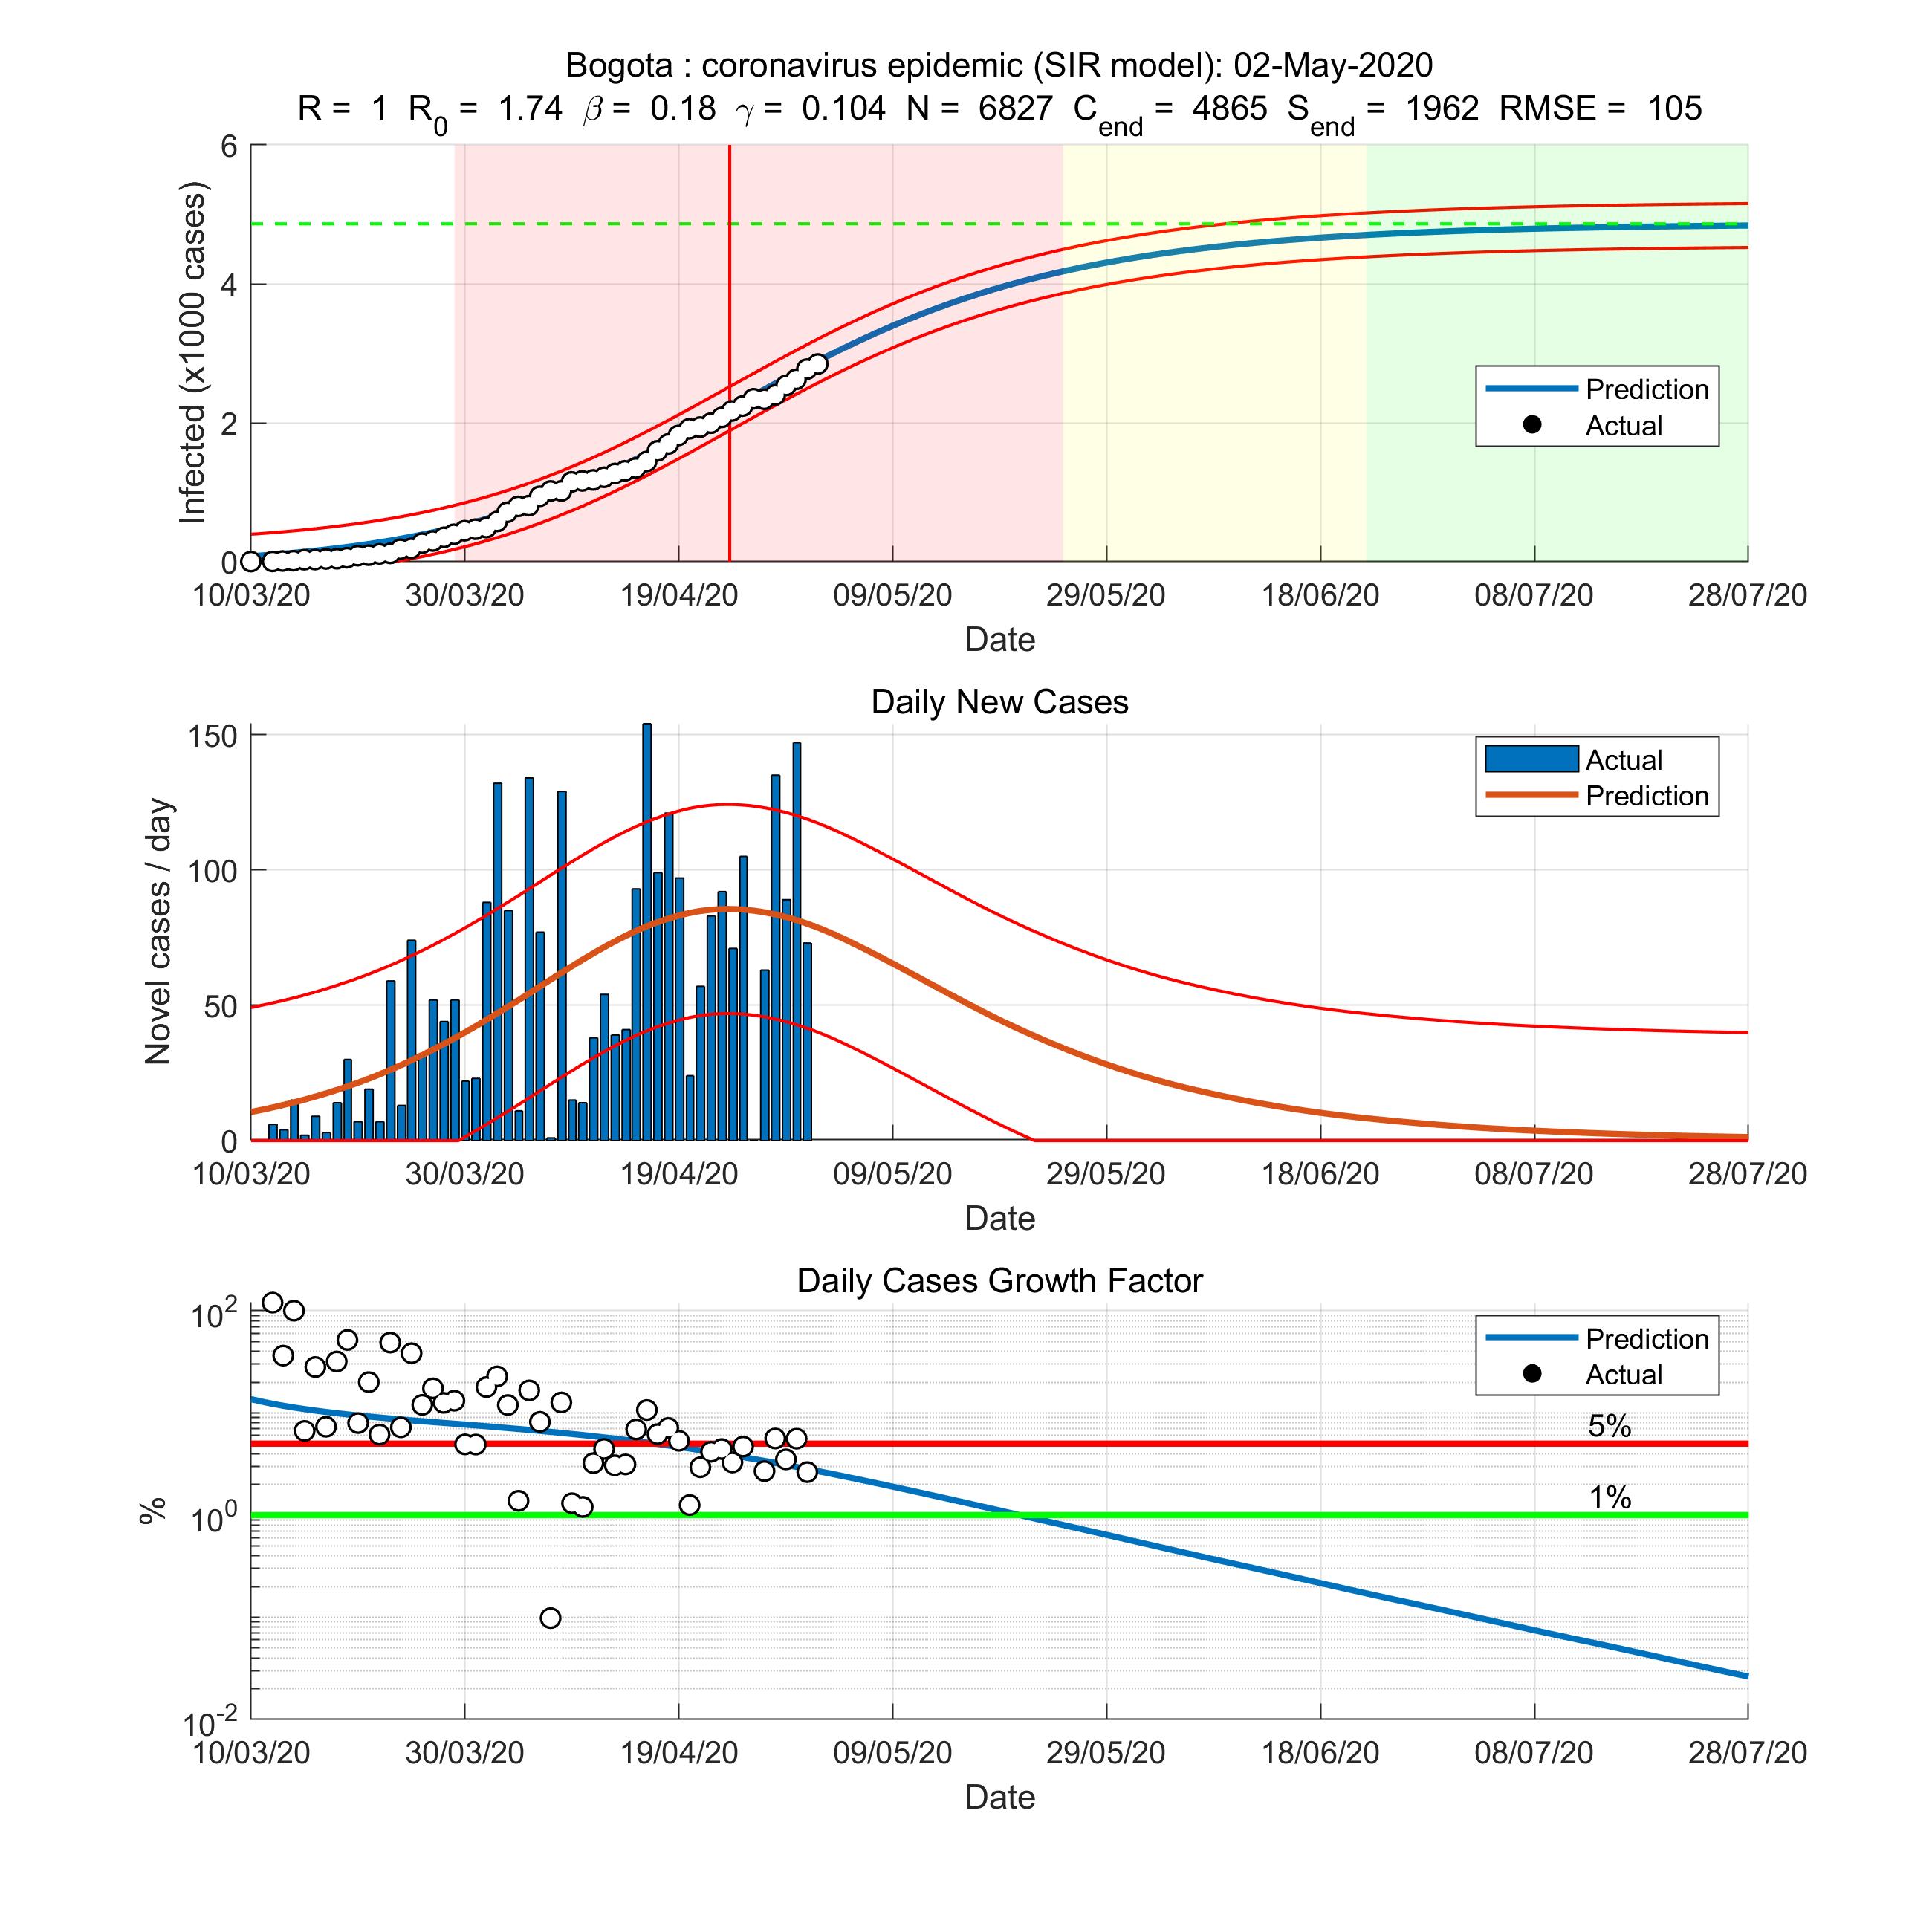 Bogota : coronavirus epidemic (SIR model): 02-May-2020
R = 1 R0 = 1.74 β = 0.18 γ = 0.104 N = 6827 Cend = 4865 Send = 1962 RMSE = 105
Infected (x1000 cases)
6
4
2
0
Prediction
Actual
10/03/20 30/03/20 19/04/20 09/05/20 29/05/20 18/06/20 08/07/20 28/07/20
Date
Daily New Cases
Novel cases / day
150
100
50
0
Actual
Prediction
10/03/20 30/03/20 19/04/20 09/05/20 29/05/20 18/06/20 08/07/20 28/07/20
Date
Daily Cases Growth Factor
%
10^2
10^0
10^-2
Prediction
Actual
5%
1%
10/03/20 30/03/20 19/04/20 09/05/20 29/05/20 18/06/20 08/07/20 28/07/20
Date